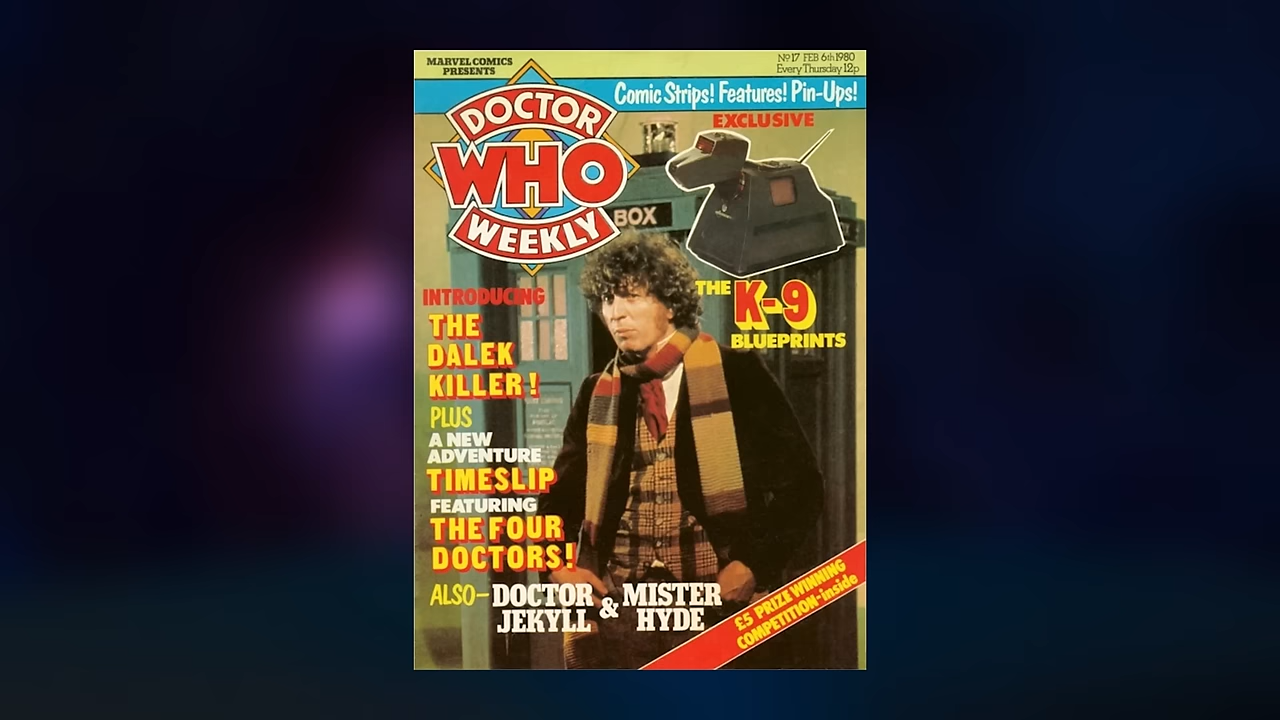 MARVEL COMICS
PRESENTS
Nº17 FEB 6th 1980
Every Thursday 12p
Comic Strips! Features! Pin-Ups!
DOCTOR
WHO
WEEKLY
EXCLUSIVE
BOX
THE K-9
BLUEPRINTS
INTRODUCING
THE
DALEK
KILLER!
PLUS
A NEW
ADVENTURE
TIMESLIP
FEATURING
THE FOUR
DOCTORS!
ALSO- DOCTOR JEKYLL & MISTER HYDE
£5 PRIZE WINNING
COMPETITION-inside